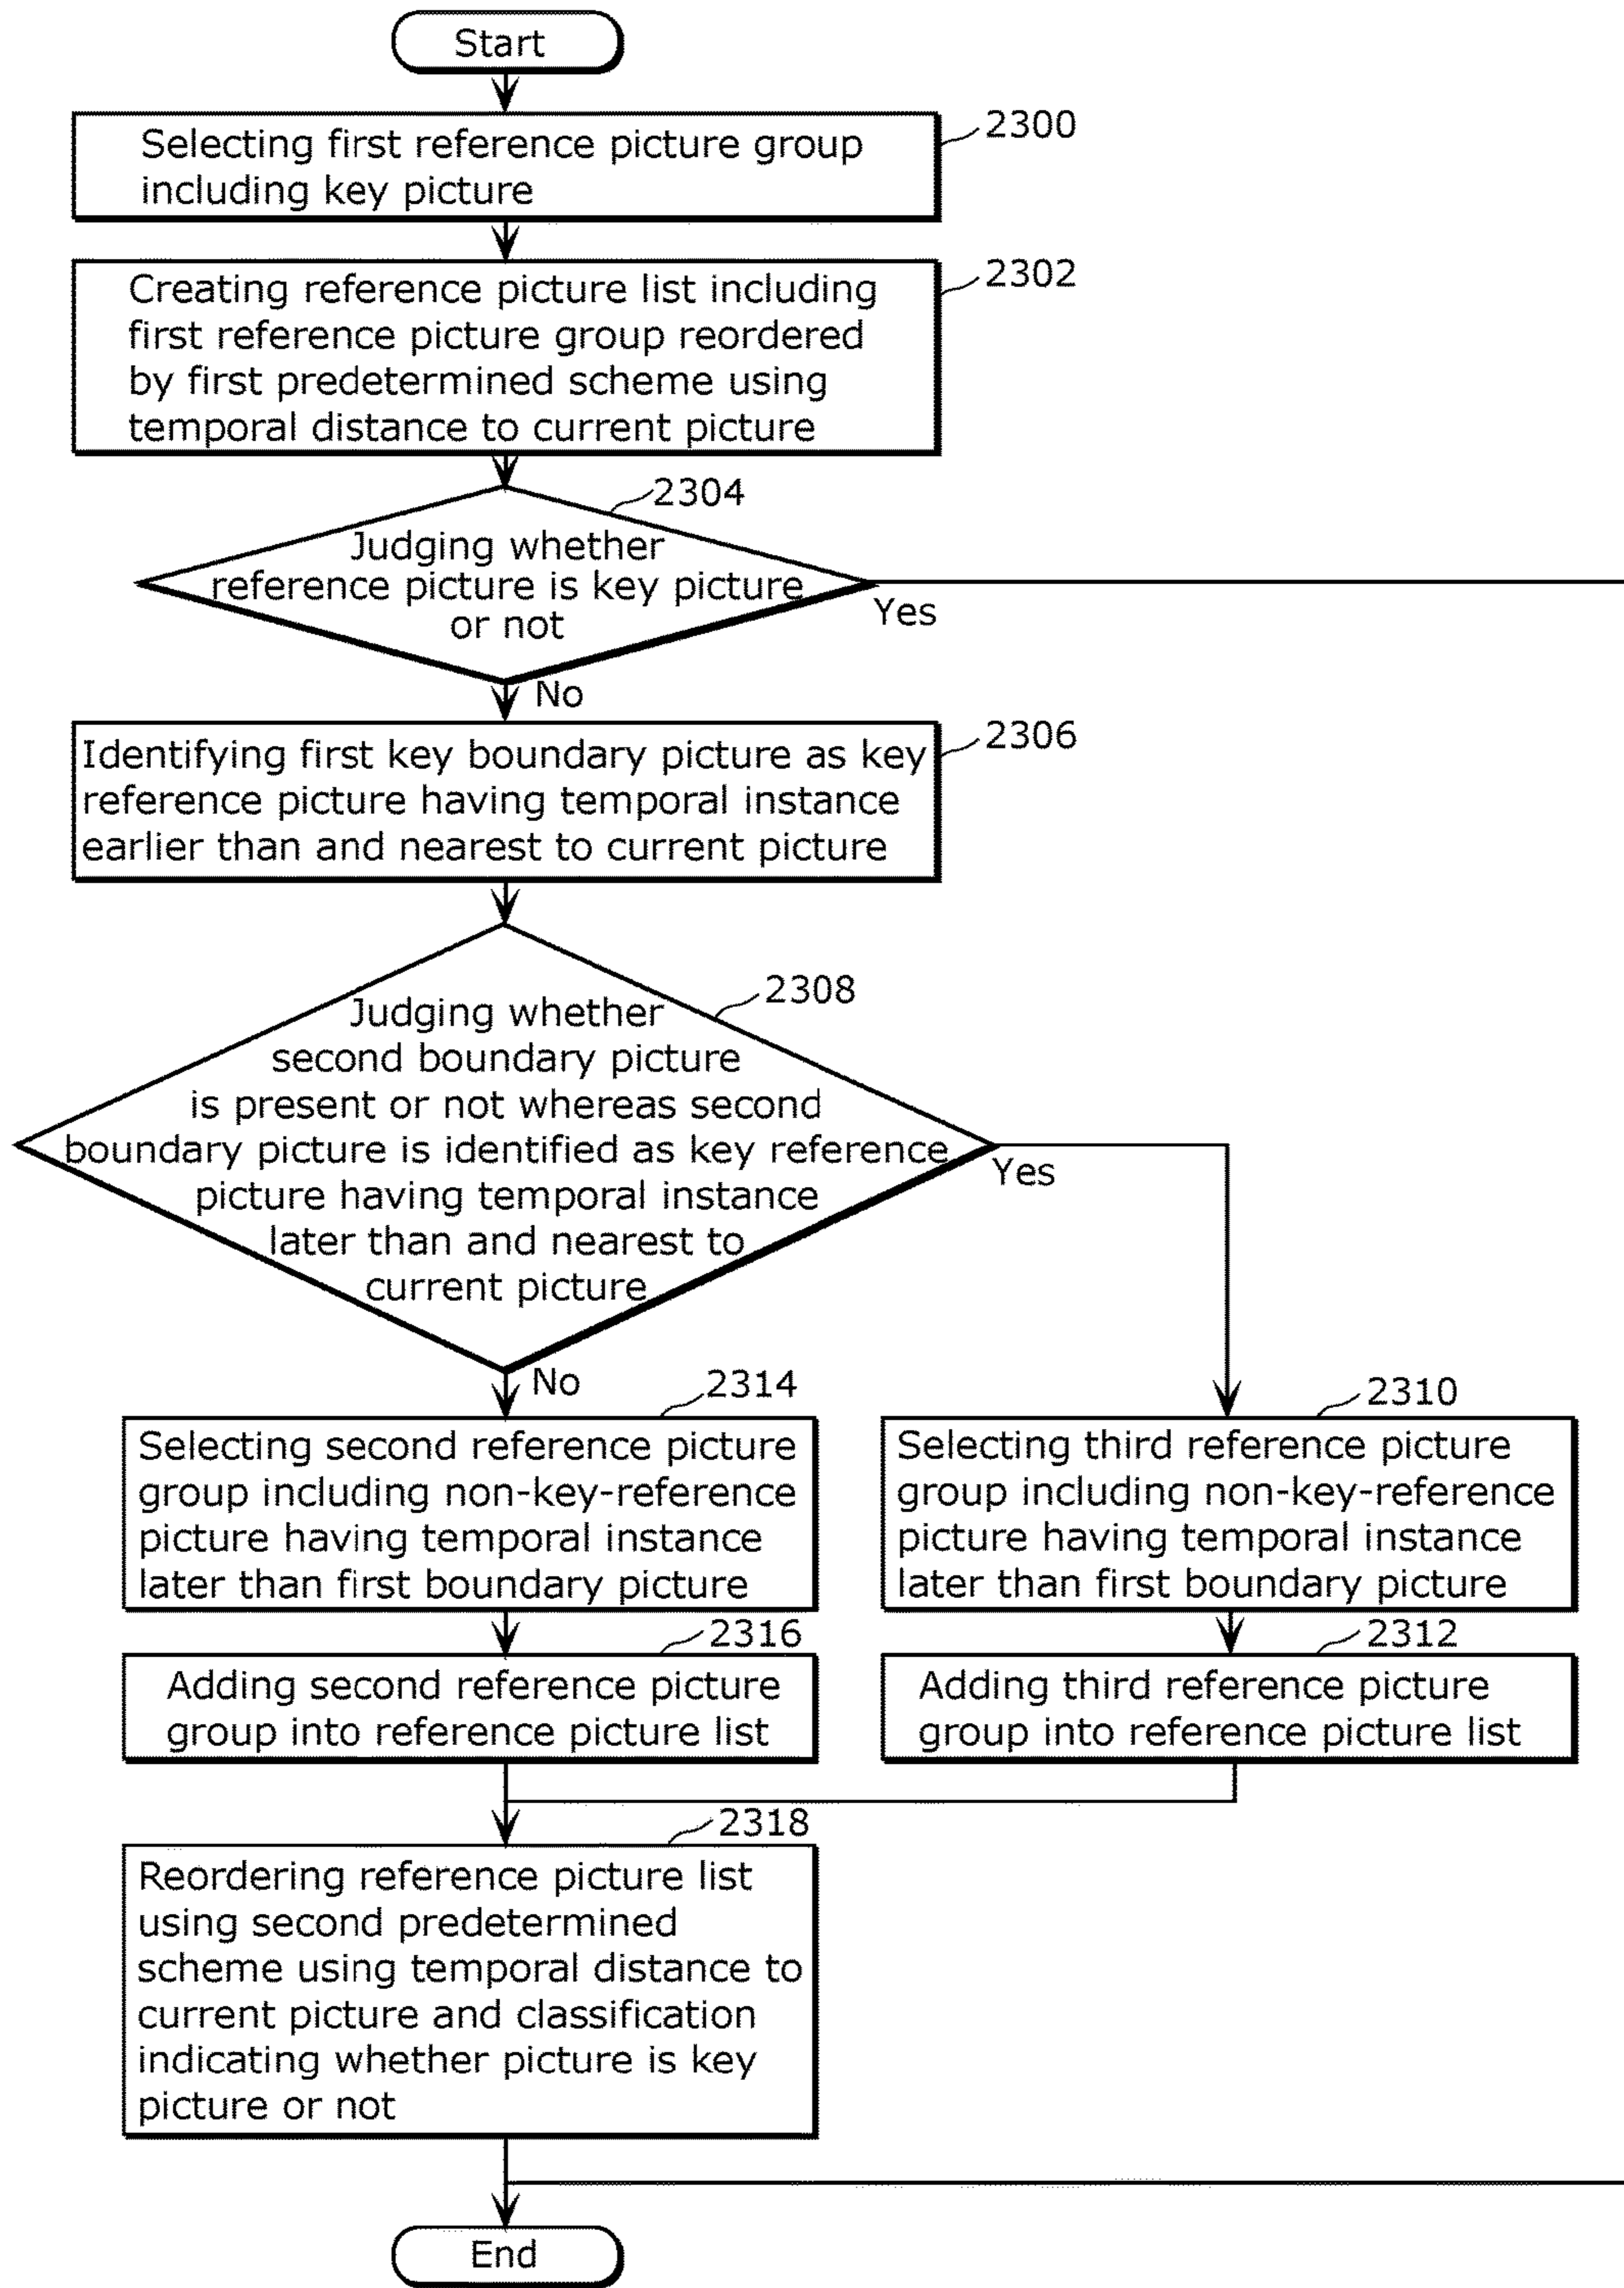 Start
2300
Selecting first reference picture group
including key picture
2302
Creating reference picture list including
first reference picture group reordered
by first predetermined scheme using
temporal distance to current picture
2304
Judging whether
reference picture is key picture
or not
Yes
No
2306
Identifying first key boundary picture as key
reference picture having temporal instance
earlier than and nearest to current picture
2308
Judging whether
second boundary picture
is present or not whereas second
boundary picture is identified as key reference
picture having temporal instance
later than and nearest to
current picture
Yes
No
2314
Selecting second reference picture
group including non-key-reference
picture having temporal instance
later than first boundary picture
2310
Selecting third reference picture
group including non-key-reference
picture having temporal instance
later than first boundary picture
2316
Adding second reference picture
group into reference picture list
2312
Adding third reference picture
group into reference picture list
2318
Reordering reference picture list
using second predetermined
scheme using temporal distance to
current picture and classification
indicating whether picture is key
picture or not
End